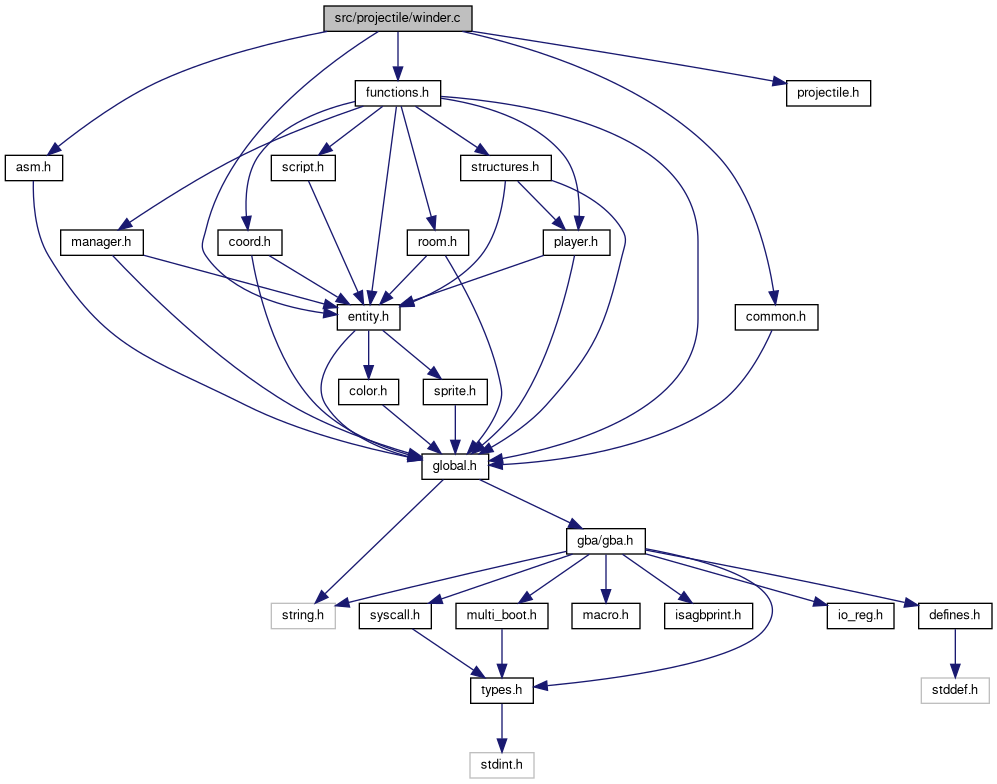 src/projectile/winder.c
functions.h
projectile.h
asm.h
script.h
structures.h
manager.h
coord.h
room.h
player.h
entity.h
common.h
color.h
sprite.h
global.h
gba/gba.h
string.h
syscall.h
multi_boot.h
macro.h
isagbprint.h
io_reg.h
defines.h
types.h
stddef.h
stdint.h